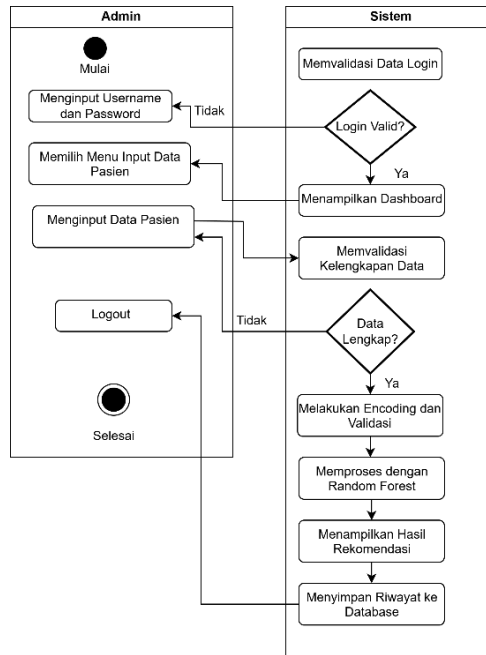 Admin
Sistem
Mulai
Memvalidasi Data Login
Menginput Username
dan Password
Tidak
Login Valid?
Memilih Menu Input Data
Pasien
Ya
Menampilkan Dashboard
Menginput Data Pasien
Memvalidasi
Kelengkapan Data
Logout
Tidak
Data
Lengkap?
Ya
Melakukan Encoding dan
Validasi
Selesai
Memproses dengan
Random Forest
Menampilkan Hasil
Rekomendasi
Menyimpan Riwayat ke
Database